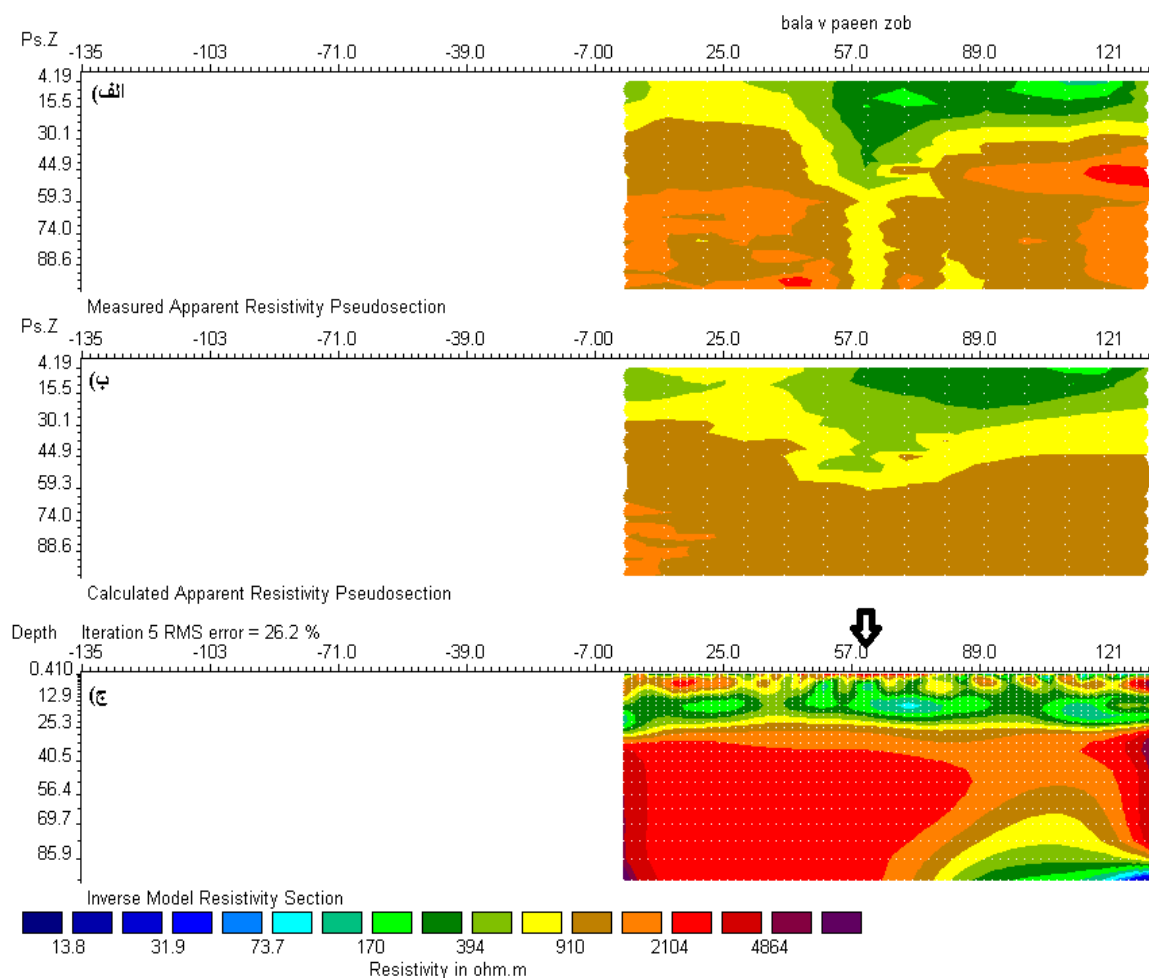 bala v paeen zob
Ps.Z
-135 -103 -71.0 -39.0 -7.00 25.0 57.0 89.0 121
4.19
الف)
15.5
30.1
44.9
59.3
74.0
88.6
Measured Apparent Resistivity Pseudosection
Ps.Z
-135 -103 -71.0 -39.0 -7.00 25.0 57.0 89.0 121
4.19
ب)
15.5
30.1
44.9
59.3
74.0
88.6
Calculated Apparent Resistivity Pseudosection
Depth Iteration 5 RMS error = 26.2 %
-135 -103 -71.0 -39.0 -7.00 25.0 57.0 89.0 121
0.410
ج)
12.9
25.3
40.5
56.4
69.7
85.9
Inverse Model Resistivity Section
13.8 31.9 73.7 170 394 910 2104 4864
Resistivity in ohm.m